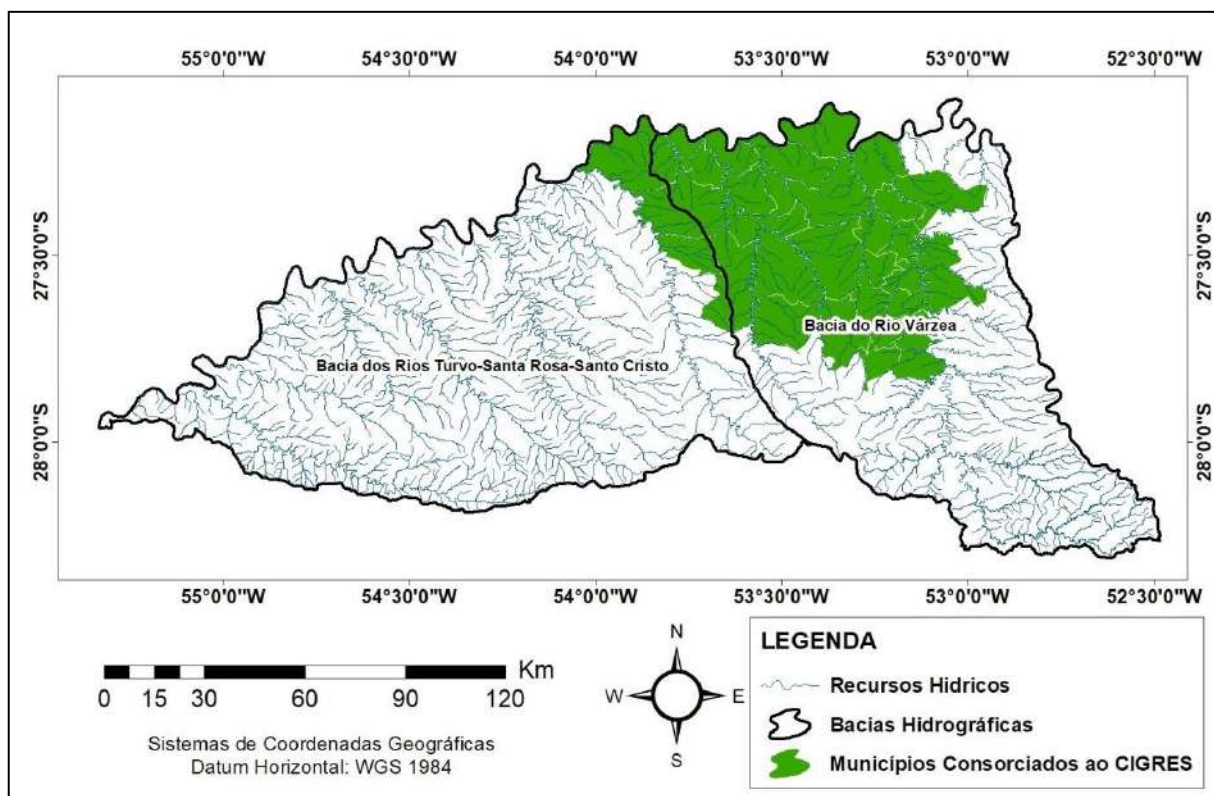 55°0'0"W 54°30'0"W 54°0'0"W 53°30'0"W 53°0'0"W 52°30'0"W
27°30'0"S
27°30'0"S
Bacia do Rio Várzea
Bacia dos Rios Turvo-Santa Rosa-Santo Cristo
28°0'0"S
28°0'0"S
55°0'0"W 54°30'0"W 54°0'0"W 53°30'0"W 53°0'0"W 52°30'0"W
Km
0 15 30 60 90 120
Sistemas de Coordenadas Geográficas
Datum Horizontal: WGS 1984
N
W E
S
LEGENDA
Recursos Hídricos
Bacias Hidrográficas
Municípios Consorciados ao CIGRES